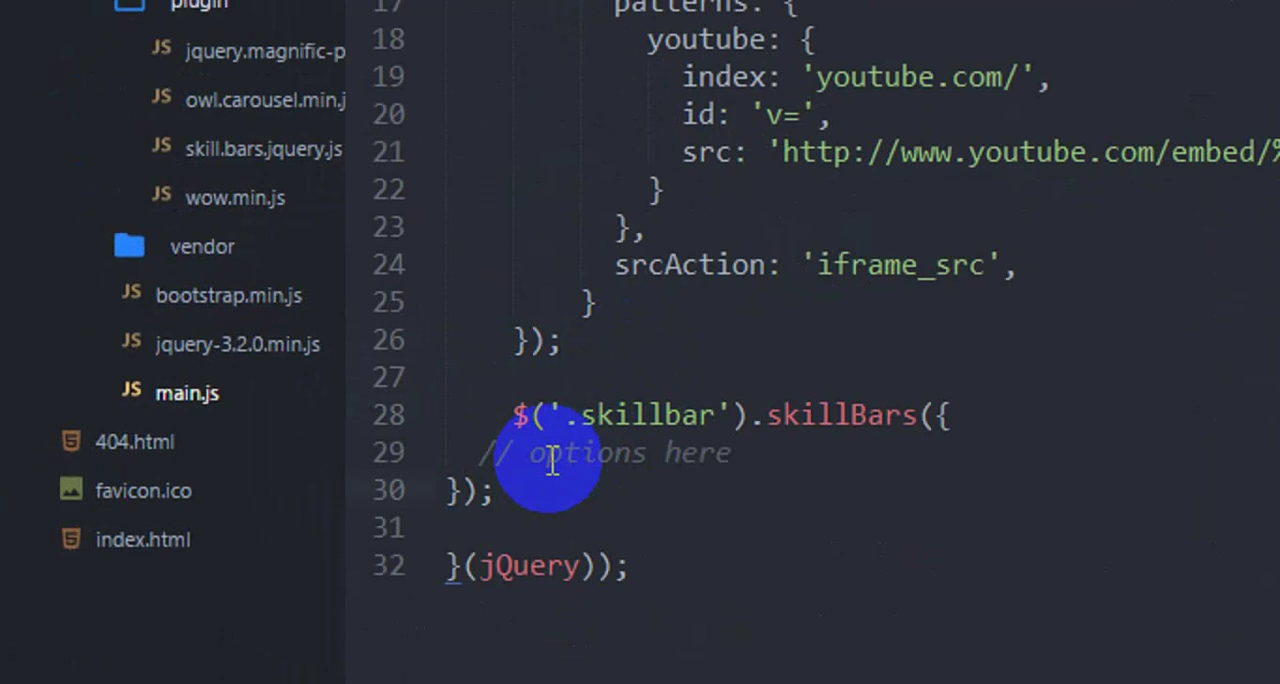 plugin
jquery.magnific-p
owl.carousel.min.j
skill.bars.jquery.js
wow.min.js
vendor
bootstrap.min.js
jquery-3.2.0.min.js
main.js
404.html
favicon.ico
index.html
17 patterns: {
18 youtube: {
19 index: 'youtube.com/',
20 id: 'v=',
21 src: 'http://www.youtube.com/embed/%
22 }
23 },
24 srcAction: 'iframe_src',
25 }
26 });
27
28 $('.skillbar').skillBars({
29 // options here
30 });
31
32 }(jQuery));